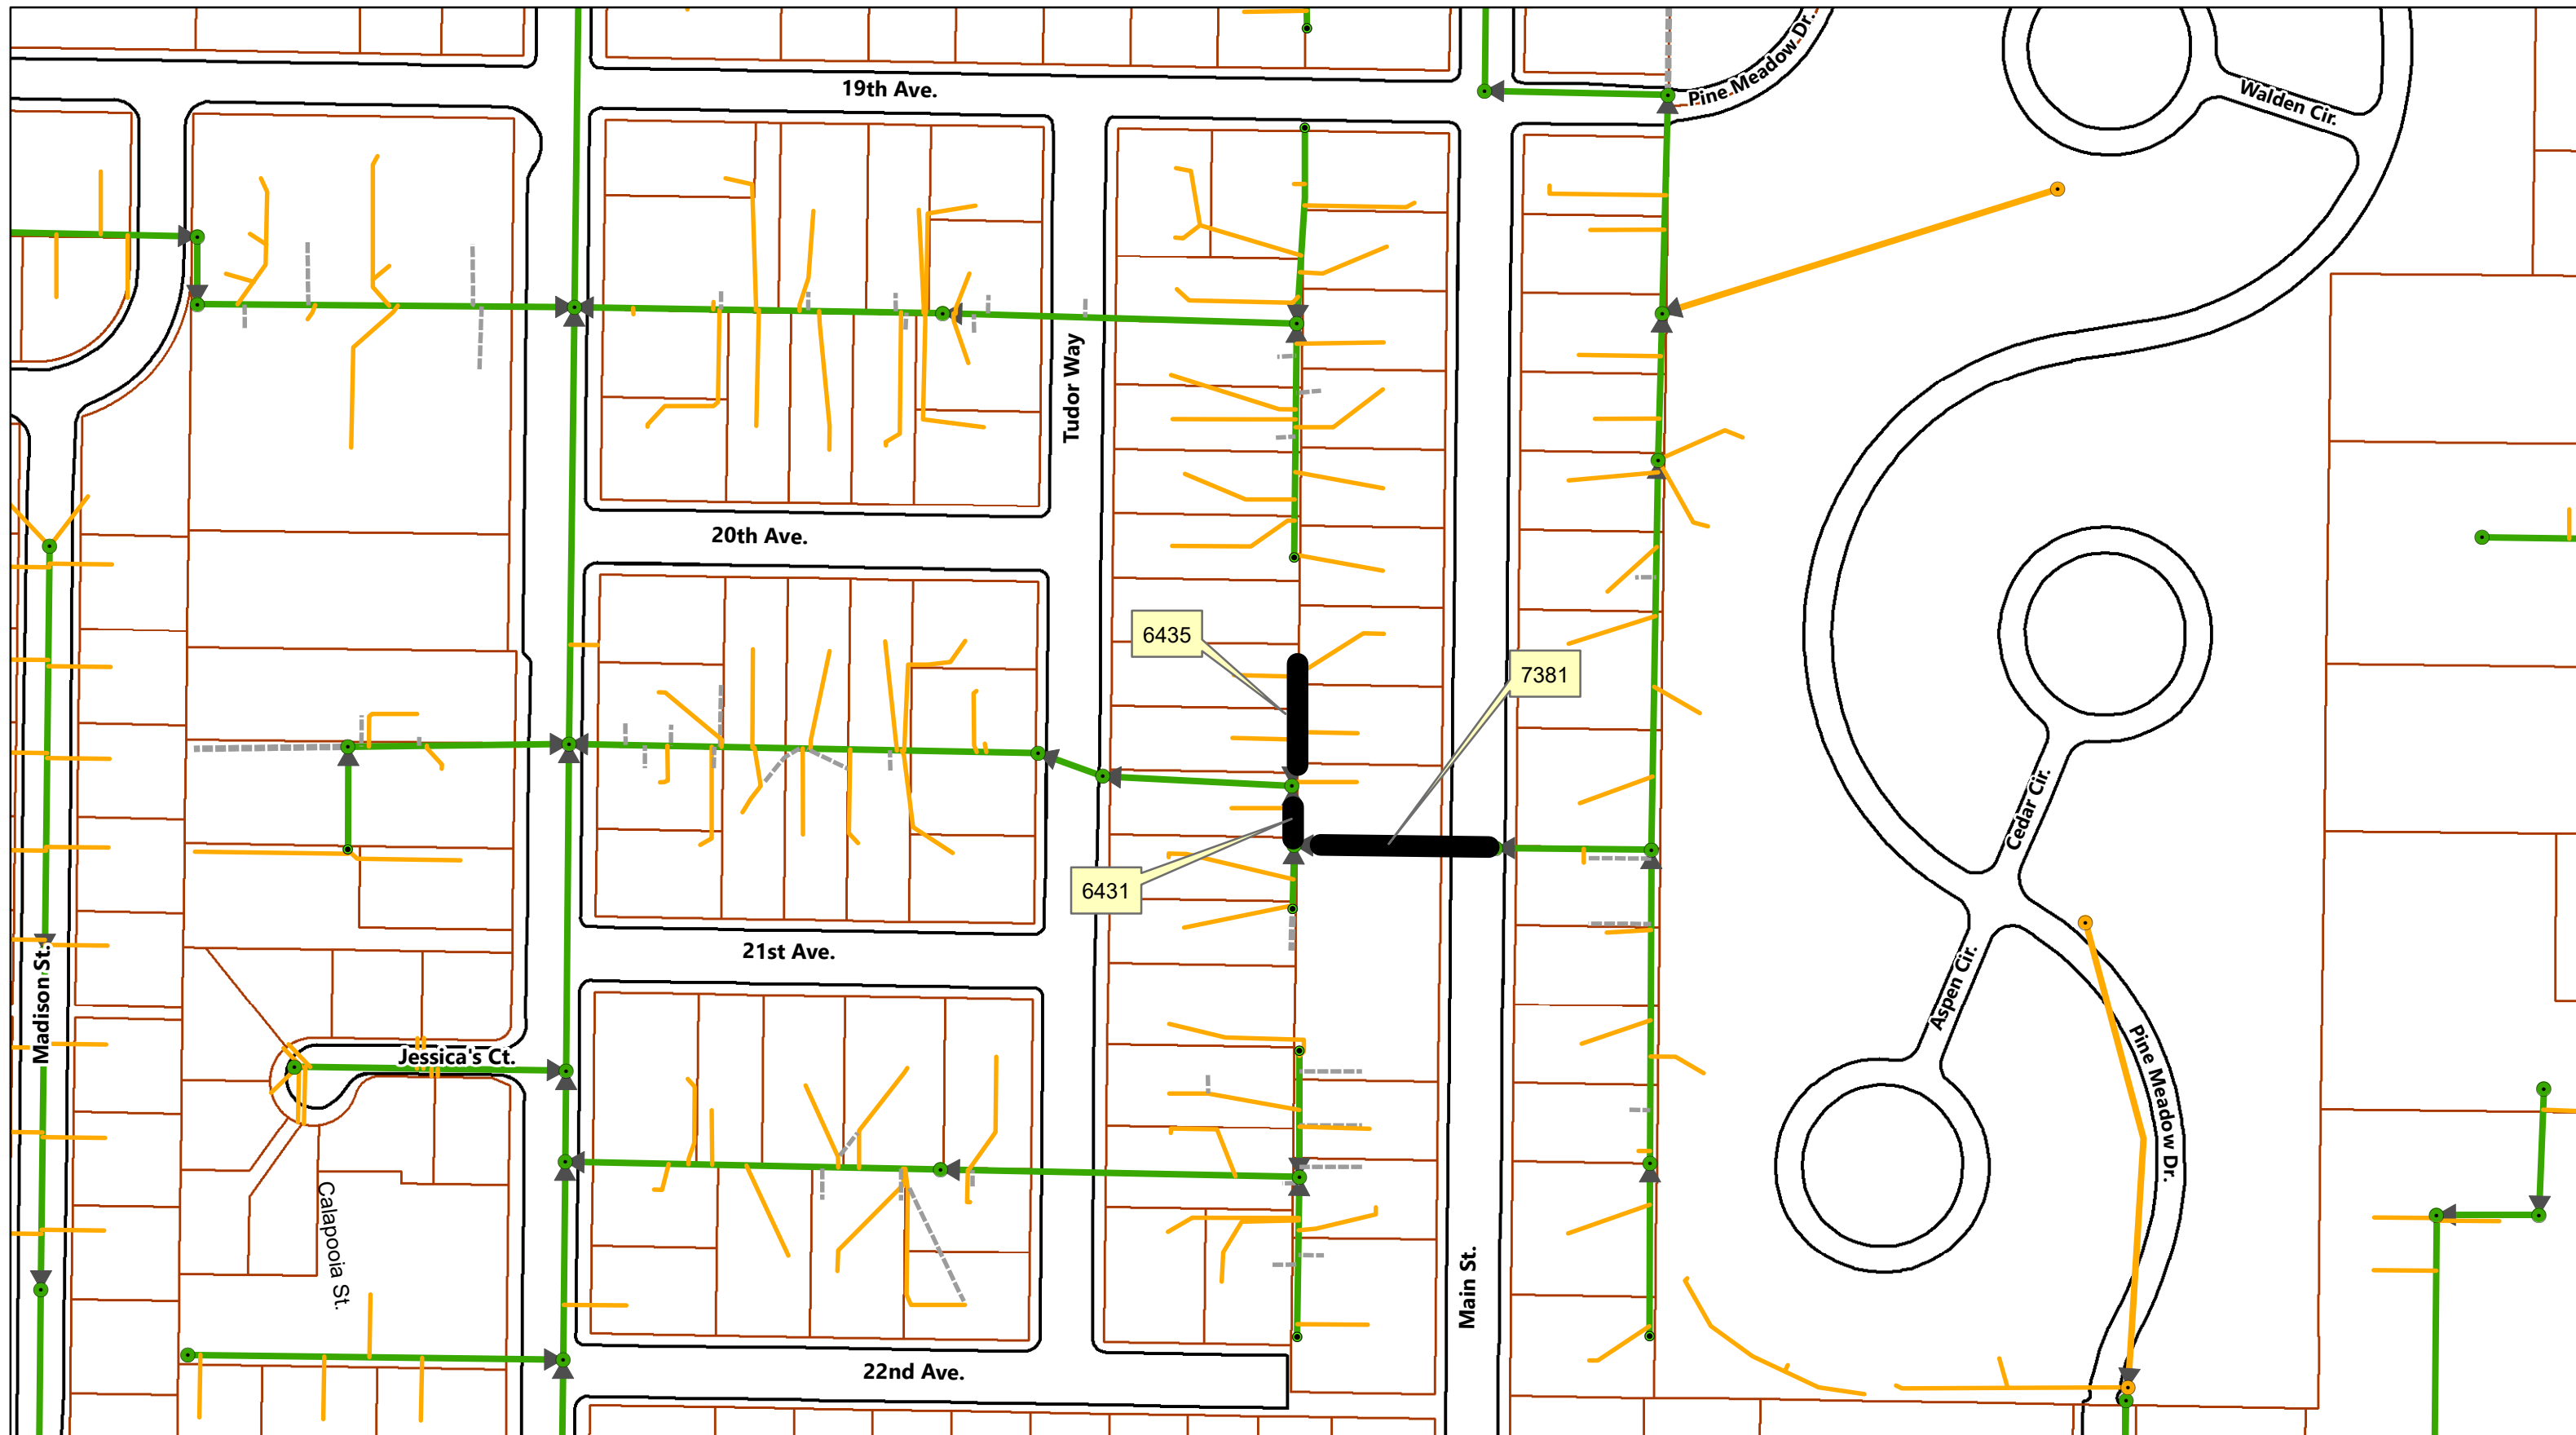 19th Ave.
Pine Meadow Dr.
Walden Cir.
Tudor Way
20th Ave.
6435
7381
Cedar Cir.
6431
21st Ave.
Madison St.
Jessica's Ct.
Aspen Cir.
Pine Meadow Dr.
Calapooia St.
Main St.
22nd Ave.